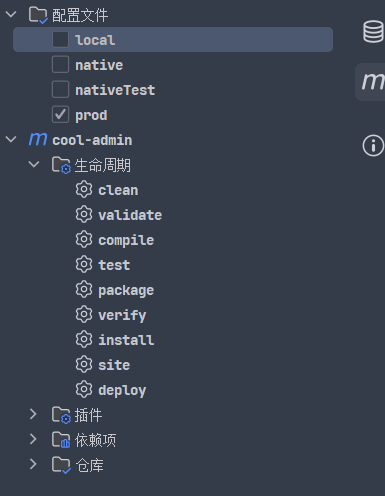 配置文件
local
native
nativeTest
prod
m cool-admin
生命周期
clean
validate
compile
test
package
verify
install
site
deploy
插件
依赖项
仓库
m